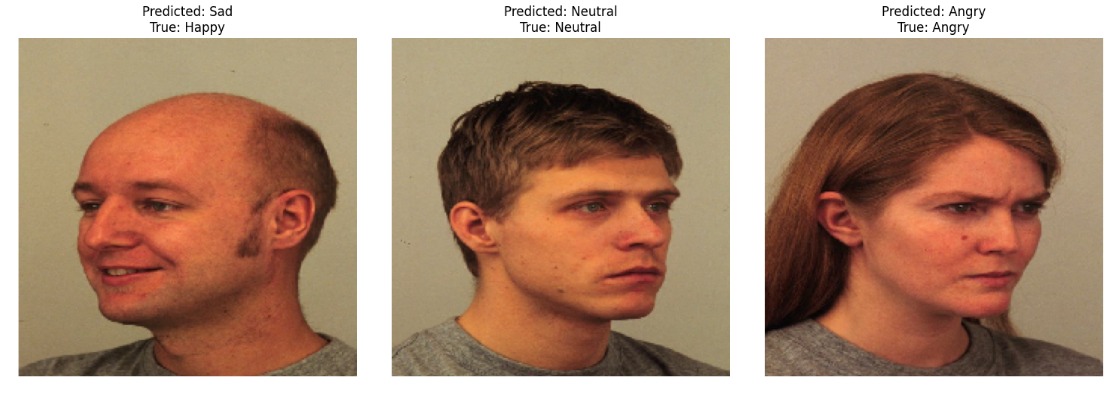 Predicted: Sad
True: Happy
Predicted: Neutral
True: Neutral
Predicted: Angry
True: Angry